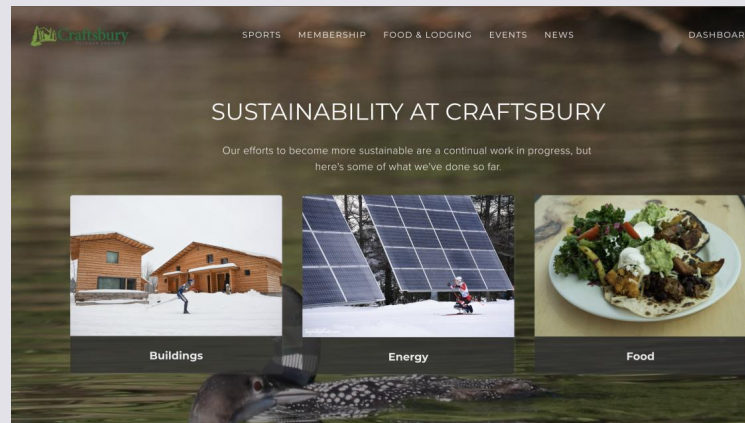 Craftsbury
SPORTS MEMBERSHIP FOOD & LODGING EVENTS NEWS DASHBOAR
SUSTAINABILITY AT CRAFTSBURY
Our efforts to become more sustainable are a continual work in progress, but
here's some of what we've done so far.
Buildings Energy Food